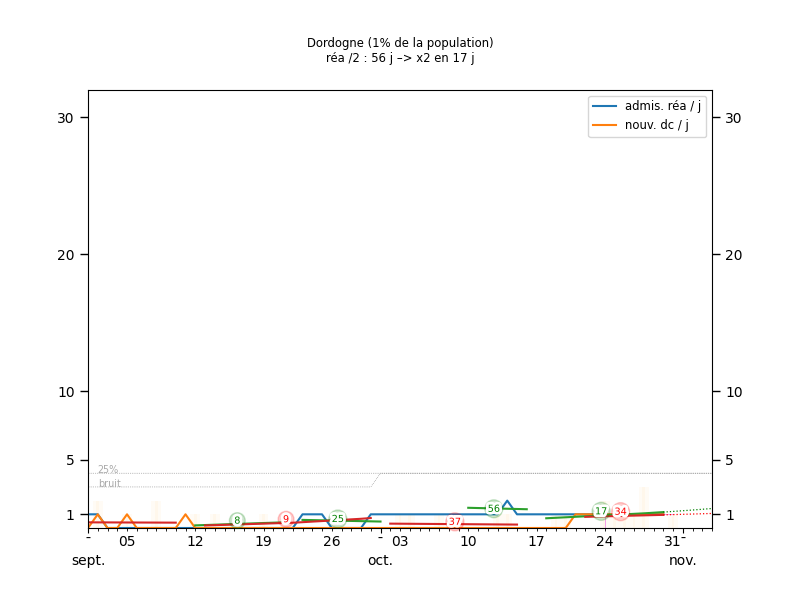 Dordogne (1% de la population)
réa /2 : 56 j –> x2 en 17 j
admis. réa / j
nouv. dc / j
30 30
20 20
10 10
5 5
25%
bruit
1 1
8 9 25 37 56 17 34
- 05 12 19 26 - 03 10 17 24 31 -
sept. oct. nov.